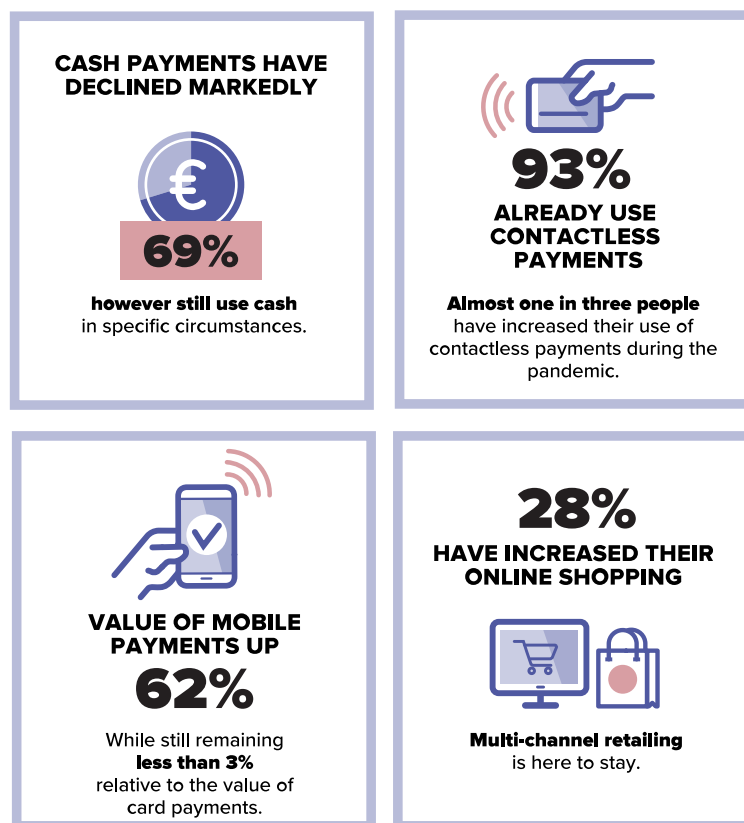 CASH PAYMENTS HAVE
DECLINED MARKEDLY
€
69%
however still use cash
in specific circumstances.
93%
ALREADY USE
CONTACTLESS
PAYMENTS
Almost one in three people
have increased their use of
contactless payments during the
pandemic.
VALUE OF MOBILE
PAYMENTS UP
62%
While still remaining
less than 3%
relative to the value of
card payments.
28%
HAVE INCREASED THEIR
ONLINE SHOPPING
Multi-channel retailing
is here to stay.